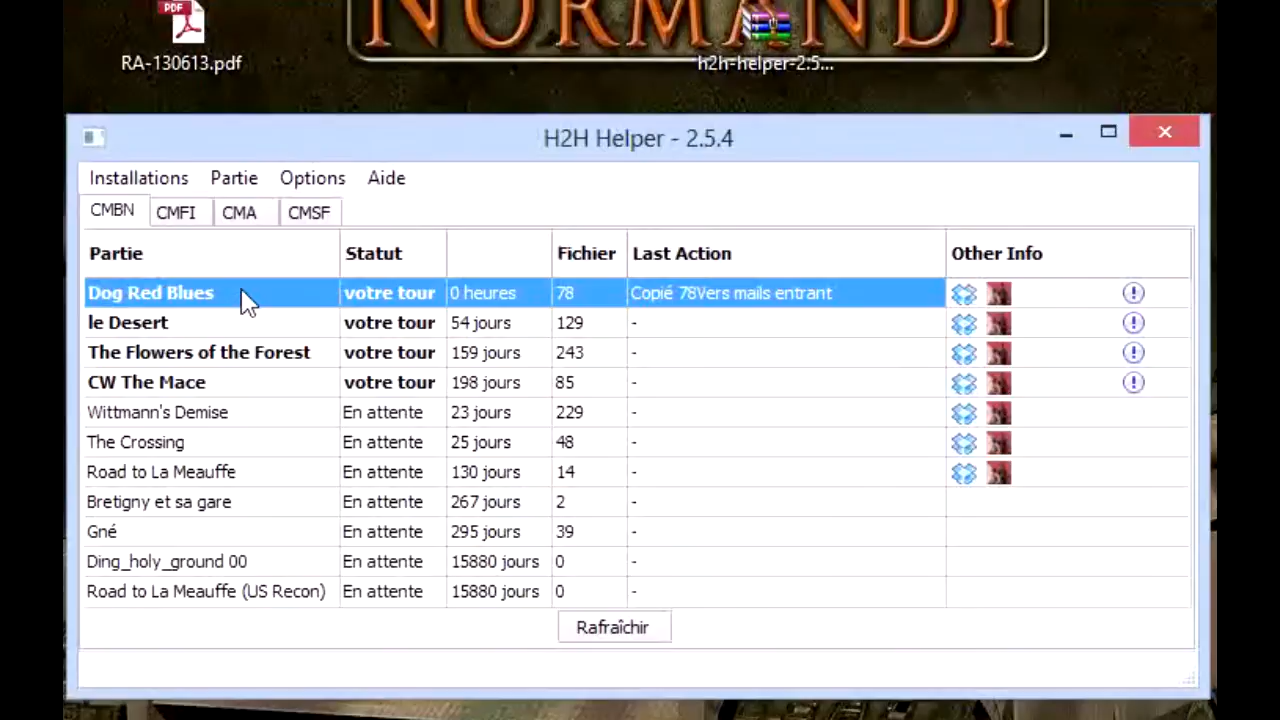 NORMANDY
PDF
RA-130613.pdf
h2h-helper-2.5...
H2H Helper - 2.5.4
Installations Partie Options Aide
CMBN CMFI CMA CMSF
Partie Statut Fichier Last Action Other Info
Dog Red Blues votre tour 0 heures 78 Copié 78Vers mails entrant
le Desert votre tour 54 jours 129 -
The Flowers of the Forest votre tour 159 jours 243 -
CW The Mace votre tour 198 jours 85 -
Wittmann's Demise En attente 23 jours 229 -
The Crossing En attente 25 jours 48 -
Road to La Meauffe En attente 130 jours 14 -
Bretigny et sa gare En attente 267 jours 2 -
Gné En attente 295 jours 39 -
Ding_holy_ground 00 En attente 15880 jours 0 -
Road to La Meauffe (US Recon) En attente 15880 jours 0 -
Rafraîchir